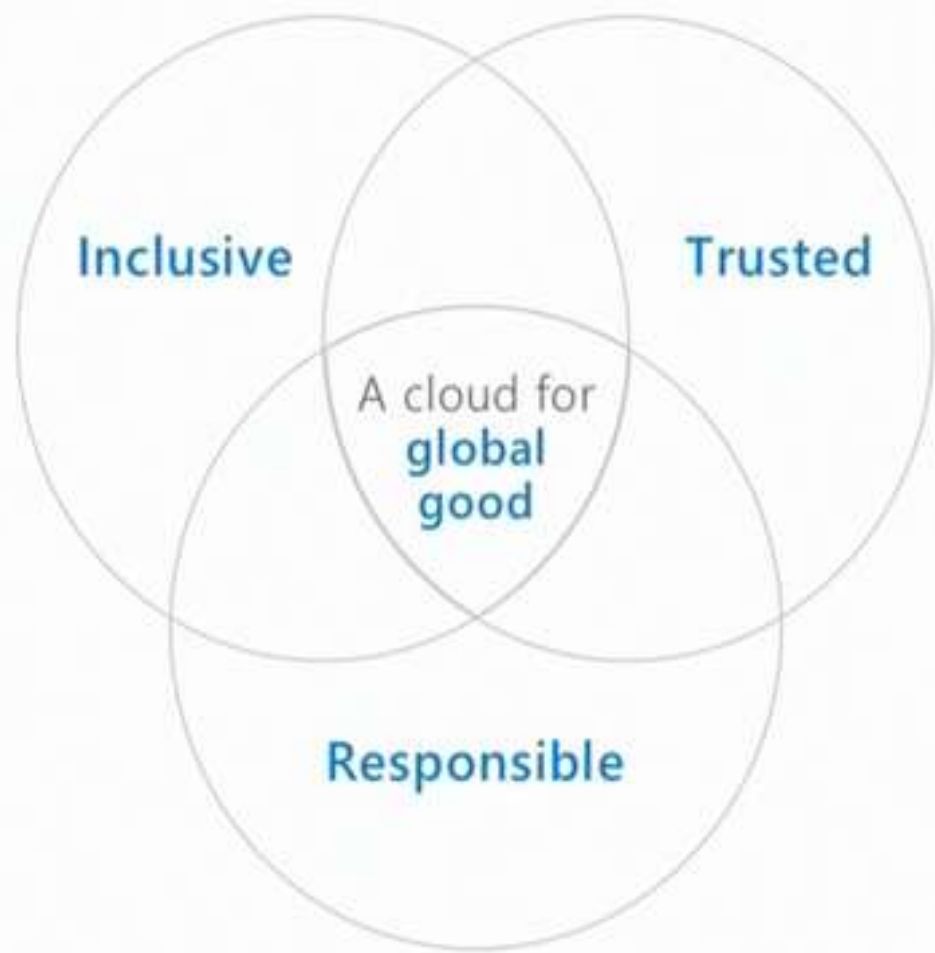 Inclusive
Trusted
A cloud for
global
good
Responsible